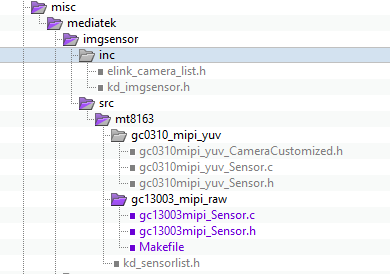 misc
mediatek
imgsensor
inc
elink_camera_list.h
kd_imgsensor.h
src
mt8163
gc0310_mipi_yuv
gc0310mipi_yuv_CameraCustomized.h
gc0310mipi_yuv_Sensor.c
gc0310mipi_yuv_Sensor.h
gc13003_mipi_raw
gc13003mipi_Sensor.c
gc13003mipi_Sensor.h
Makefile
kd_sensorlist.h